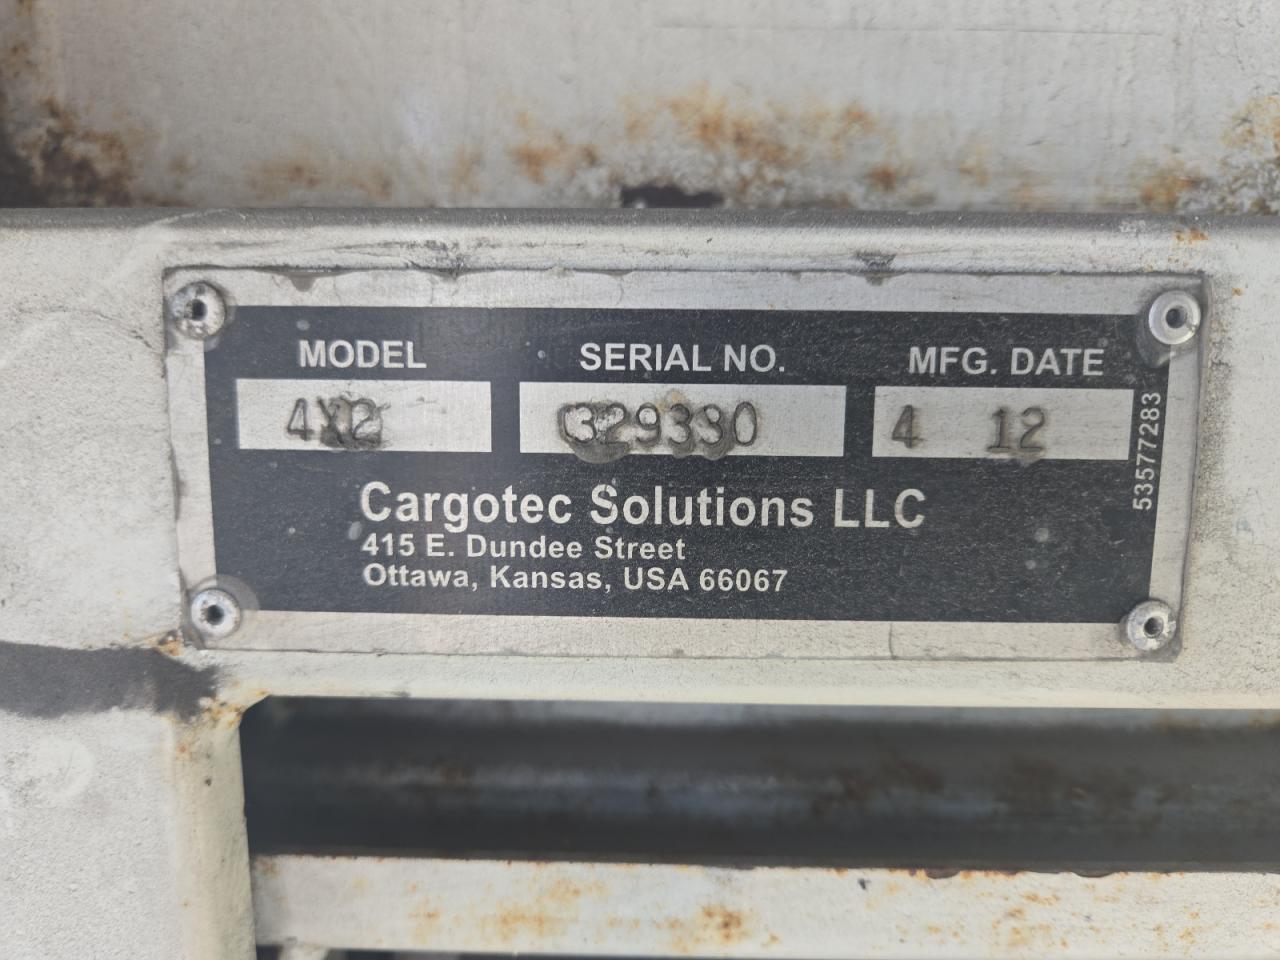 MODEL SERIAL NO. MFG. DATE
4X2 329330 4 12
53577283
Cargotec Solutions LLC
415 E. Dundee Street
Ottawa, Kansas, USA 66067